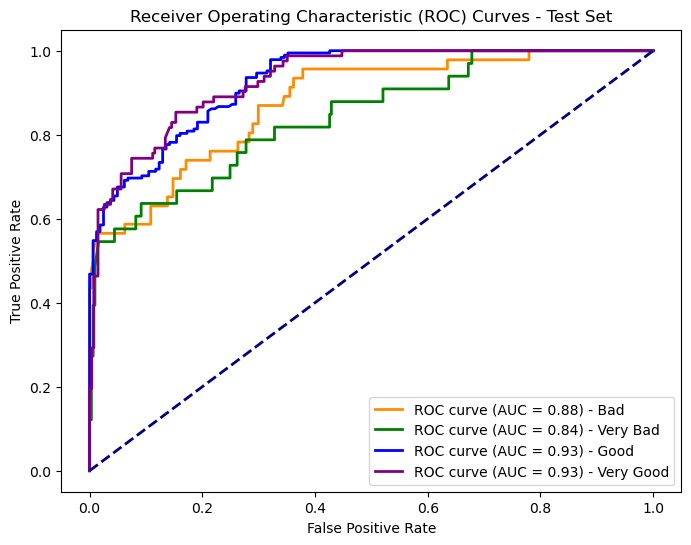 Receiver Operating Characteristic (ROC) Curves - Test Set
True Positive Rate
1.0
0.8
0.6
0.4
0.2
0.0
ROC curve (AUC = 0.88) - Bad
ROC curve (AUC = 0.84) - Very Bad
ROC curve (AUC = 0.93) - Good
ROC curve (AUC = 0.93) - Very Good
0.0 0.2 0.4 0.6 0.8 1.0
False Positive Rate